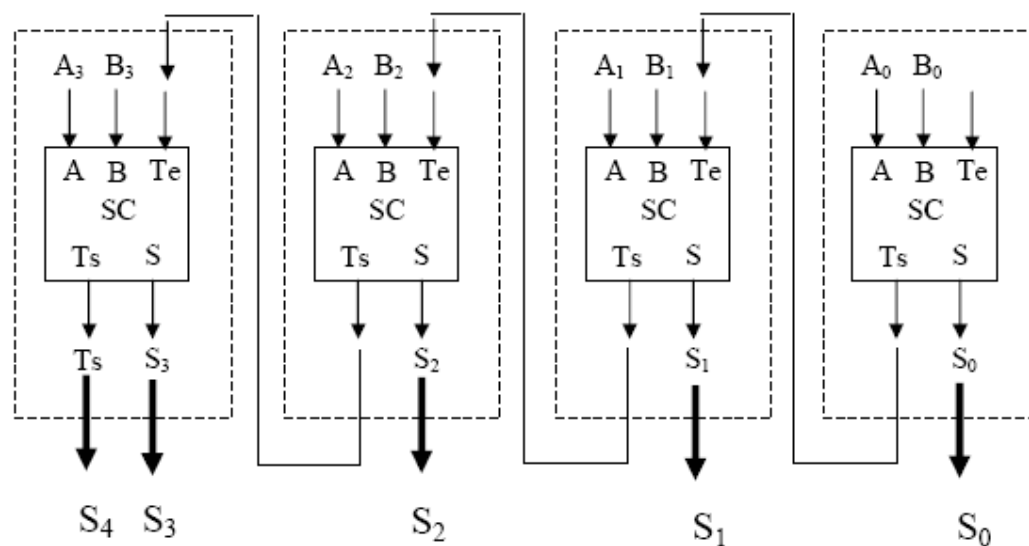 A₃ B₃ A₂ B₂ A₁ B₁ A₀ B₀
A B Te A B Te A B Te A B Te
SC SC SC SC
Ts S Ts S Ts S Ts S
Ts S₃ S₂ S₁ S₀
S₄ S₃ S₂ S₁ S₀